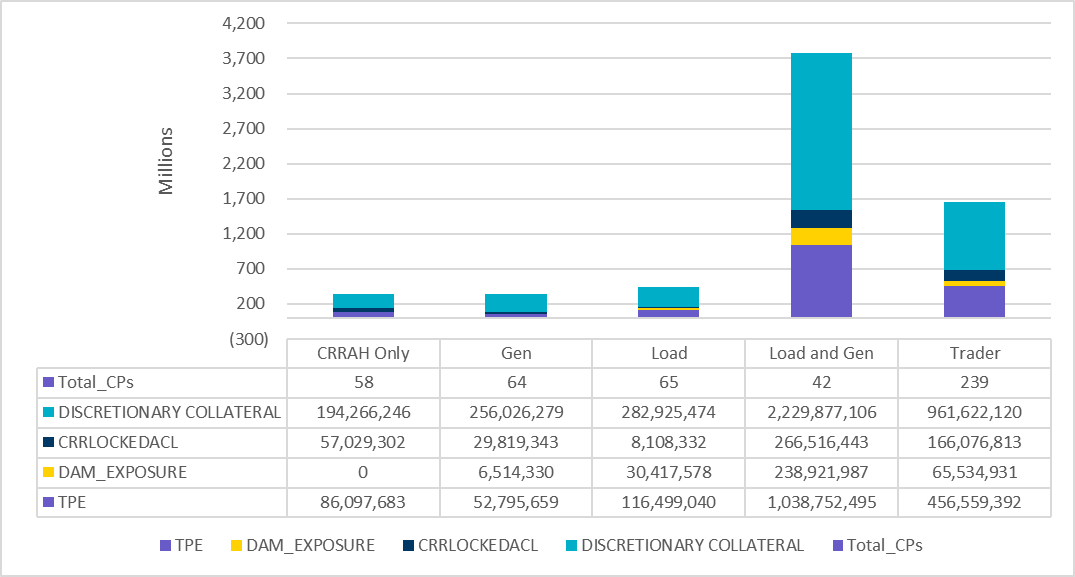 4,200
3,700
3,200
2,700
2,200
1,700
1,200
700
200
(300)
Millions
CRRAH Only Gen Load Load and Gen Trader
Total_CPs 58 64 65 42 239
DISCRETIONARY COLLATERAL 194,266,246 256,026,279 282,925,474 2,229,877,106 961,622,120
CRRLOCKEDACL 57,029,302 29,819,343 8,108,332 266,516,443 166,076,813
DAM_EXPOSURE 0 6,514,330 30,417,578 238,921,987 65,534,931
TPE 86,097,683 52,795,659 116,499,040 1,038,752,495 456,559,392
TPE DAM_EXPOSURE CRRLOCKEDACL DISCRETIONARY COLLATERAL Total_CPs